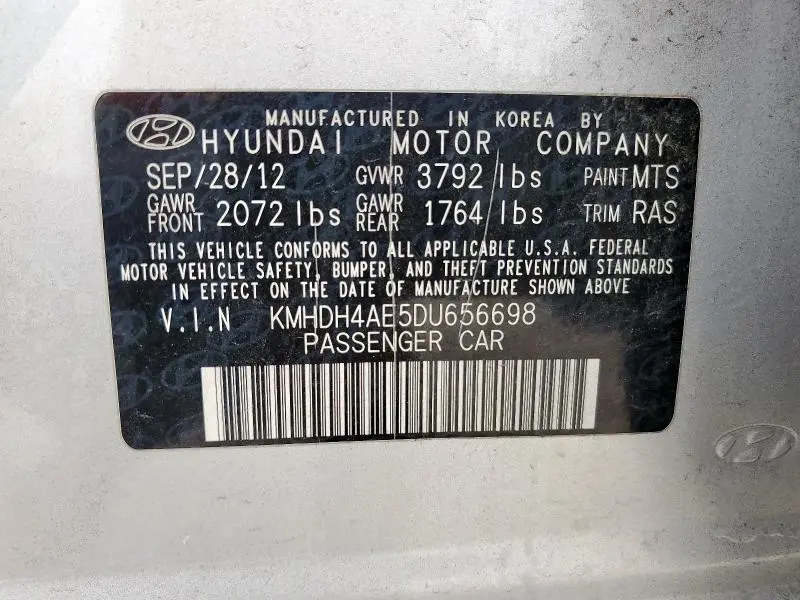 MANUFACTURED IN KOREA BY
HYUNDAI MOTOR COMPANY
SEP/28/12 GVWR 3792 lbs PAINT MTS
GAWR FRONT 2072 lbs GAWR REAR 1764 lbs TRIM RAS
THIS VEHICLE CONFORMS TO ALL APPLICABLE U.S.A. FEDERAL
MOTOR VEHICLE SAFETY, BUMPER, AND THEFT PREVENTION STANDARDS
IN EFFECT ON THE DATE OF MANUFACTURE SHOWN ABOVE
V.I.N KMHDH4AE5DU656698
PASSENGER CAR